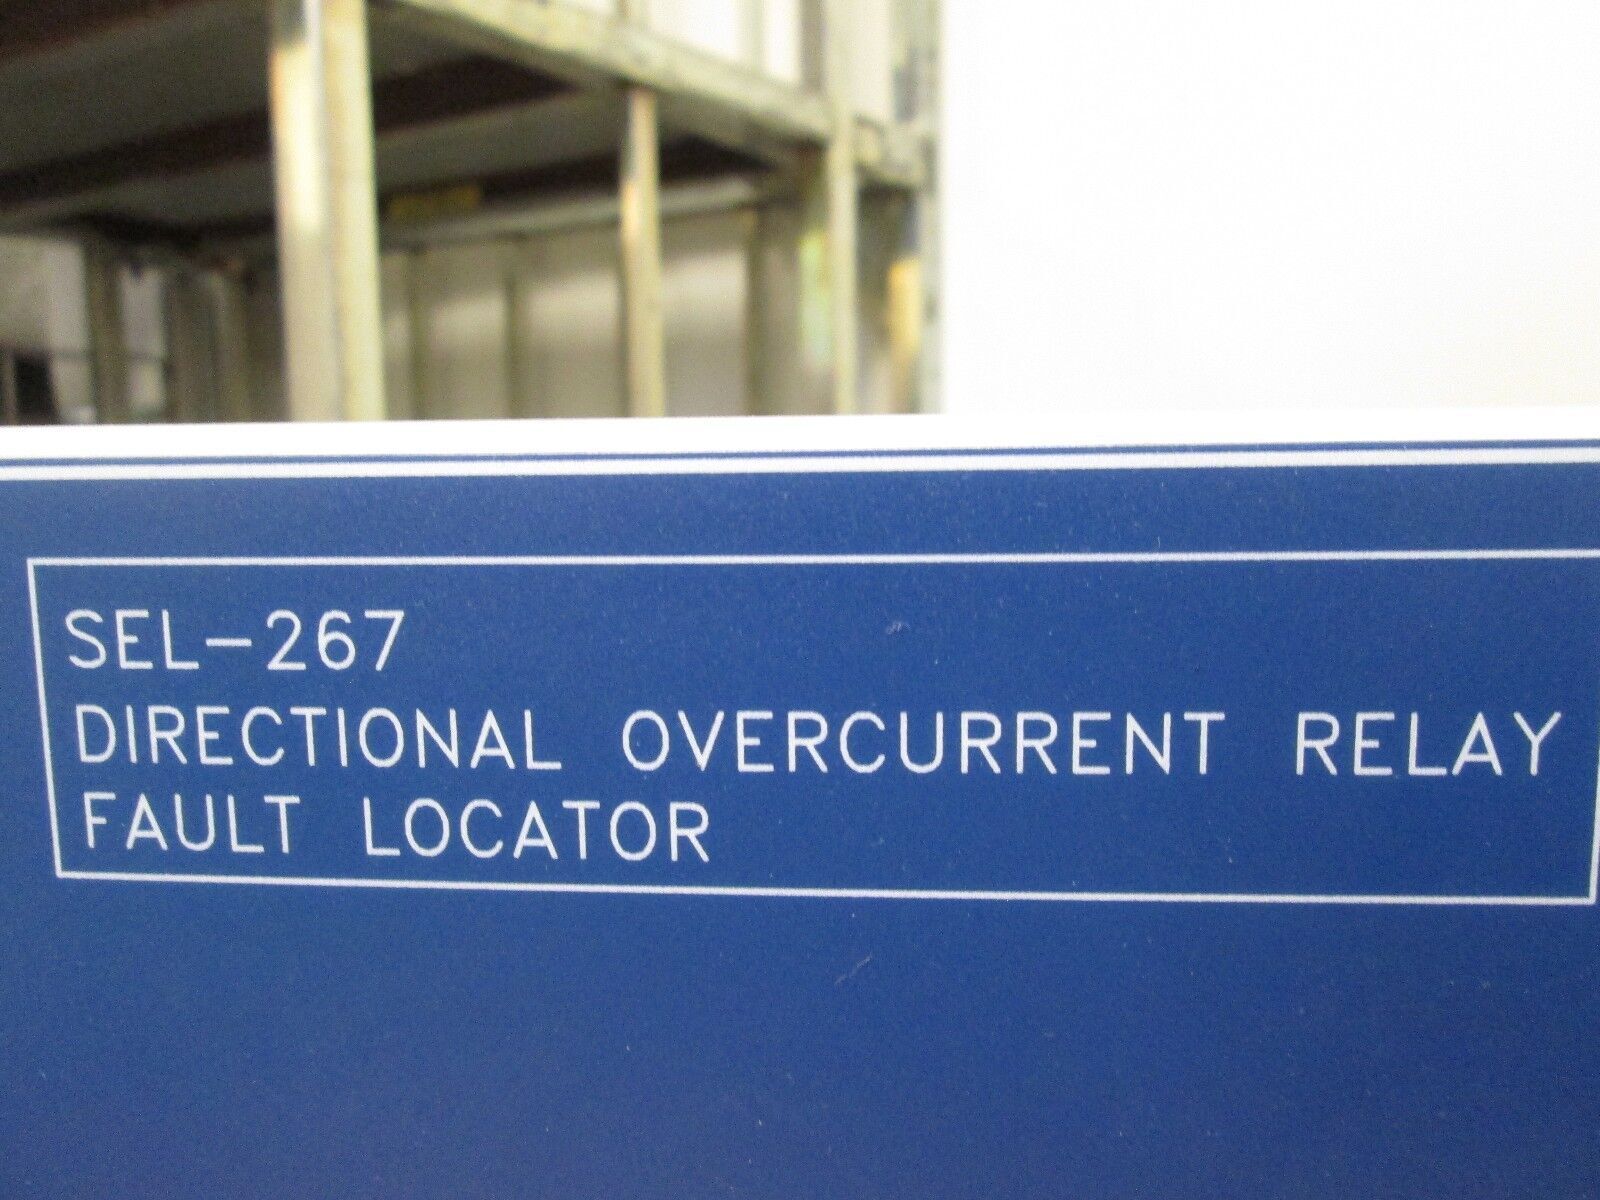 SEL-267
DIRECTIONAL OVERCURRENT RELAY
FAULT LOCATOR